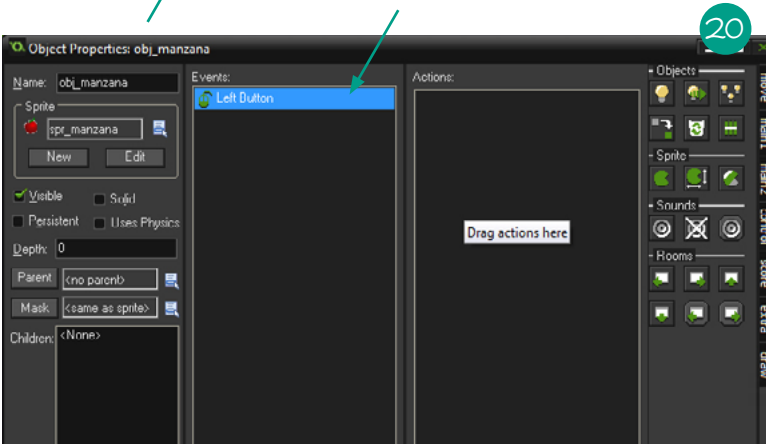 20
Object Properties: obj_manzana
Name: obj_manzana
Sprite
spr_manzana
New Edit
Visible Solid
Persistent Uses Physics
Depth: 0
Parent <no parent>
Mask <same as sprite>
Children: <None>
Events:
Left Button
Actions:
Drag actions here
Objects
Sprite
Sounds
Rooms
move
main1
main2
control
score
extra
draw